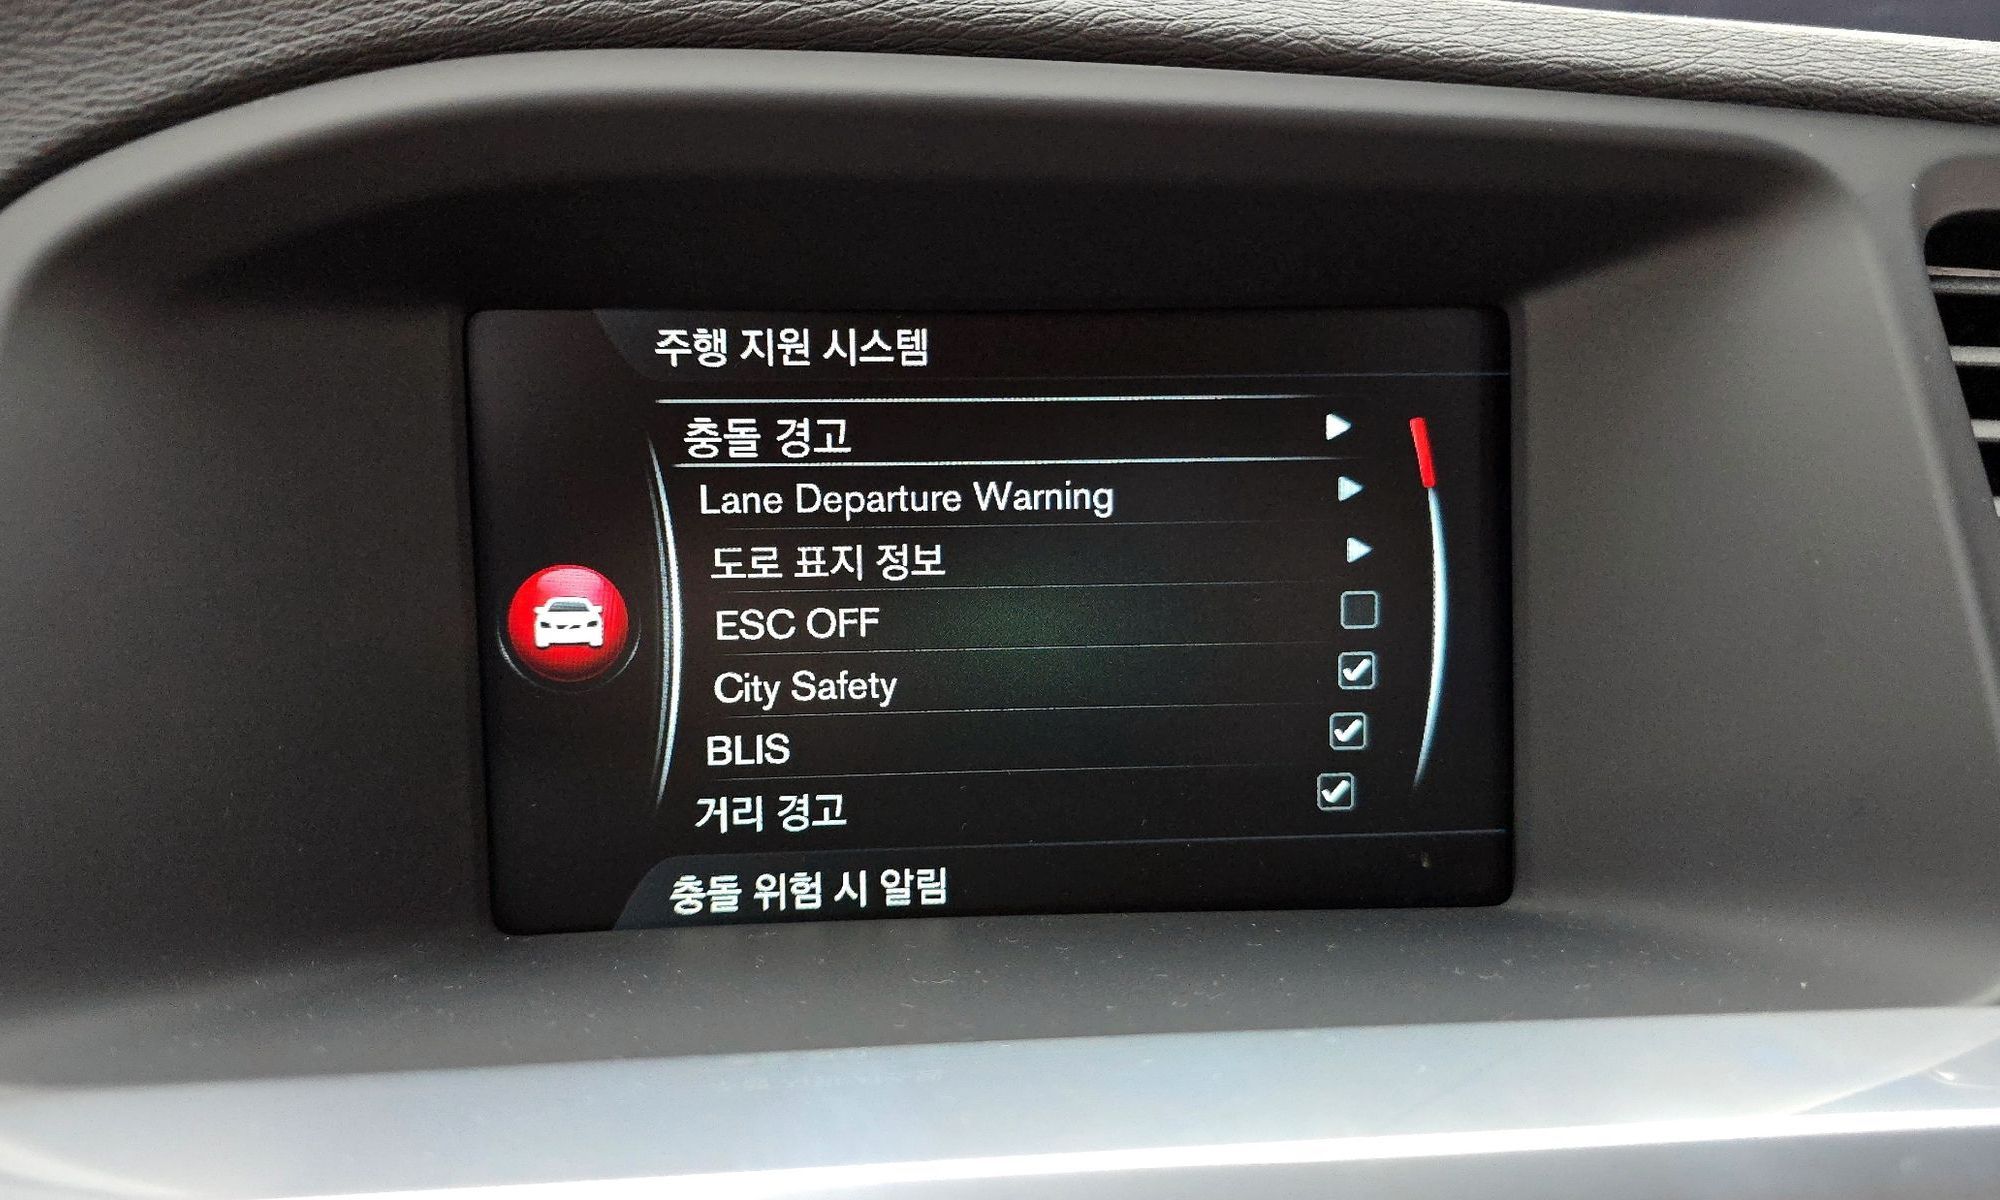 주행 지원 시스템
충돌 경고
Lane Departure Warning
도로 표지 정보
ESC OFF
City Safety
BLIS
거리 경고
충돌 위험 시 알림